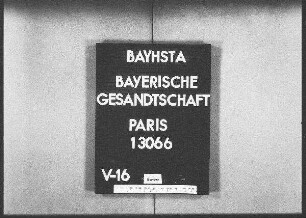 BAYHSTA
BAYERISCHE
GESANDTSCHAFT
PARIS
13066
V-16